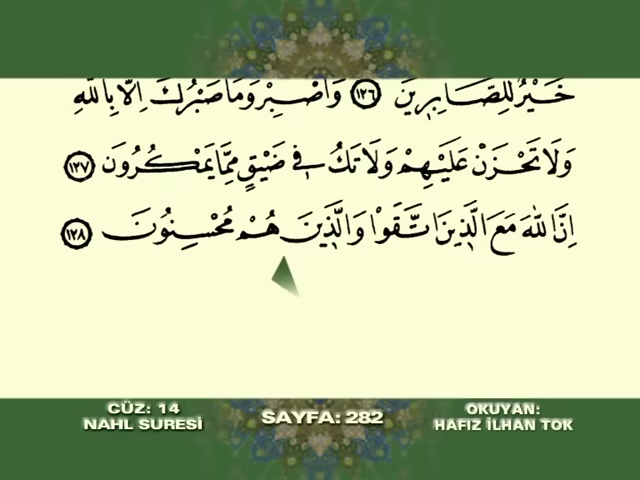 خَيْرٌ لِلصَّابِر۪ينَ ﴿١٢٦﴾ وَاصْبِرْ وَمَا صَبْرُكَ اِلَّا بِاللّٰهِ
وَلَا تَحْزَنْ عَلَيْهِمْ وَلَا تَكُ ف۪ي ضَيْقٍ مِمَّا يَمْكُرُونَ ﴿١٢٧﴾
اِنَّ اللّٰهَ مَعَ الَّذ۪ينَ اتَّقَوْا وَالَّذ۪ينَ هُمْ مُحْسِنُونَ ﴿١٢٨﴾
CÜZ: 14
NAHL SURESİ
SAYFA: 282
OKUYAN:
HAFIZ İLHAN TOK